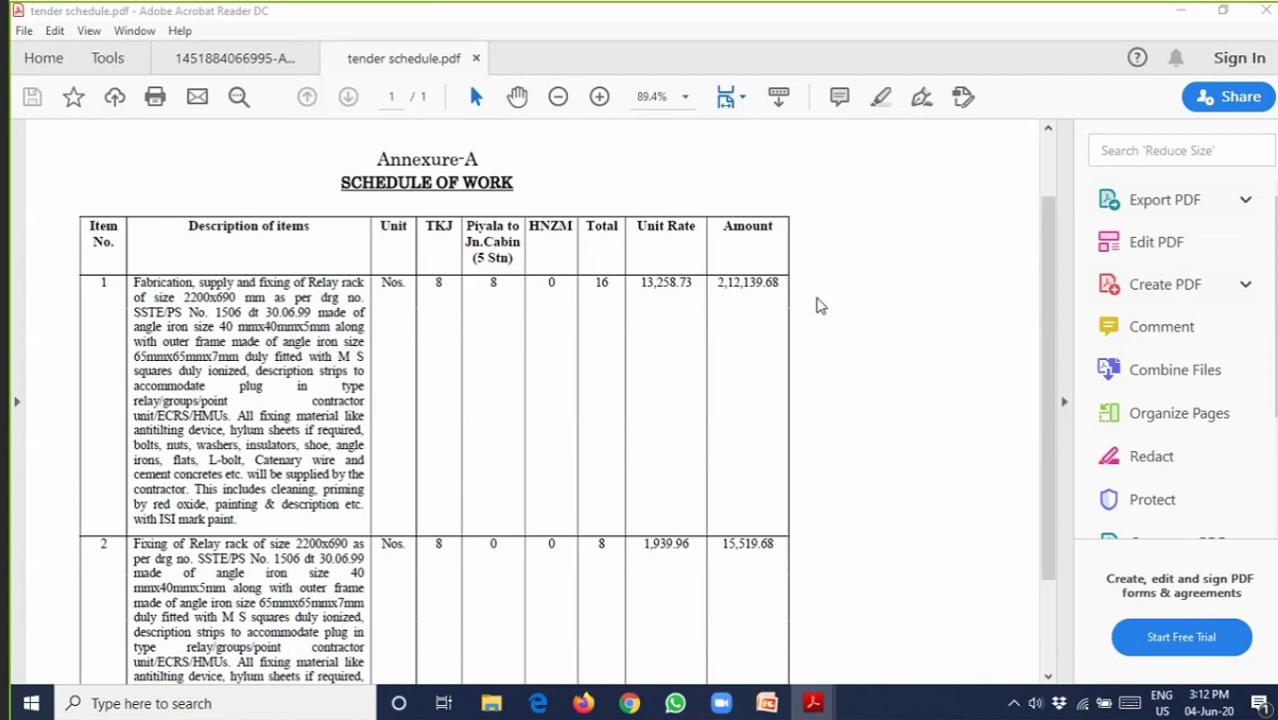 tender schedule.pdf - Adobe Acrobat Reader DC
File Edit View Window Help
Home Tools 1451884066995-A... tender schedule.pdf × Sign In
1 / 1 89.4% Share
Annexure-A
SCHEDULE OF WORK
Item No. Description of items Unit TKJ Piyala to Jn.Cabin (5 Stn) HNZM Total Unit Rate Amount
1 Fabrication, supply and fixing of Relay rack Nos. 8 8 0 16 13,258.73 2,12,139.68
of size 2200x690 mm as per drg no.
SSTE/PS No. 1506 dt 30.06.99 made of
angle iron size 40 mmx40mmx5mm along
with outer frame made of angle iron size
65mmx65mmx7mm duly fitted with M S
squares duly ionized, description strips to
accommodate plug in type
relay/groups/point contractor
unit/ECRS/HMUs. All fixing material like
antitilting device, hylum sheets if required,
bolts, nuts, washers, insulators, shoe, angle
irons, flats, L-bolt, Catenary wire and
cement concretes etc. will be supplied by the
contractor. This includes cleaning, priming
by red oxide, painting & description etc.
with ISI mark paint.
2 Fixing of Relay rack of size 2200x690 as Nos. 8 0 0 8 1,939.96 15,519.68
per drg no. SSTE/PS No. 1506 dt 30.06.99
made of angle iron size 40
mmx40mmx5mm along with outer frame
made of angle iron size 65mmx65mmx7mm
duly fitted with M S squares duly ionized,
description strips to accommodate plug in
type relay/groups/point contractor
unit/ECRS/HMUs. All fixing material like
antitilting device, hylum sheets if required,
Search 'Reduce Size'
Export PDF
Edit PDF
Create PDF
Comment
Combine Files
Organize Pages
Redact
Protect
Create, edit and sign PDF
forms & agreements
Start Free Trial
Type here to search
ENG US
3:12 PM
04-Jun-20